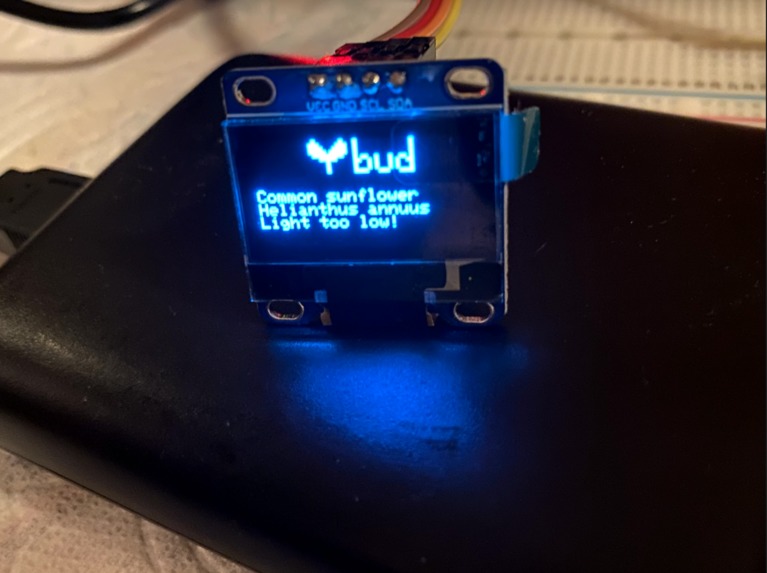 VCC GND SCL SDA
bud
Common sunflower
Helianthus annuus
Light too low!